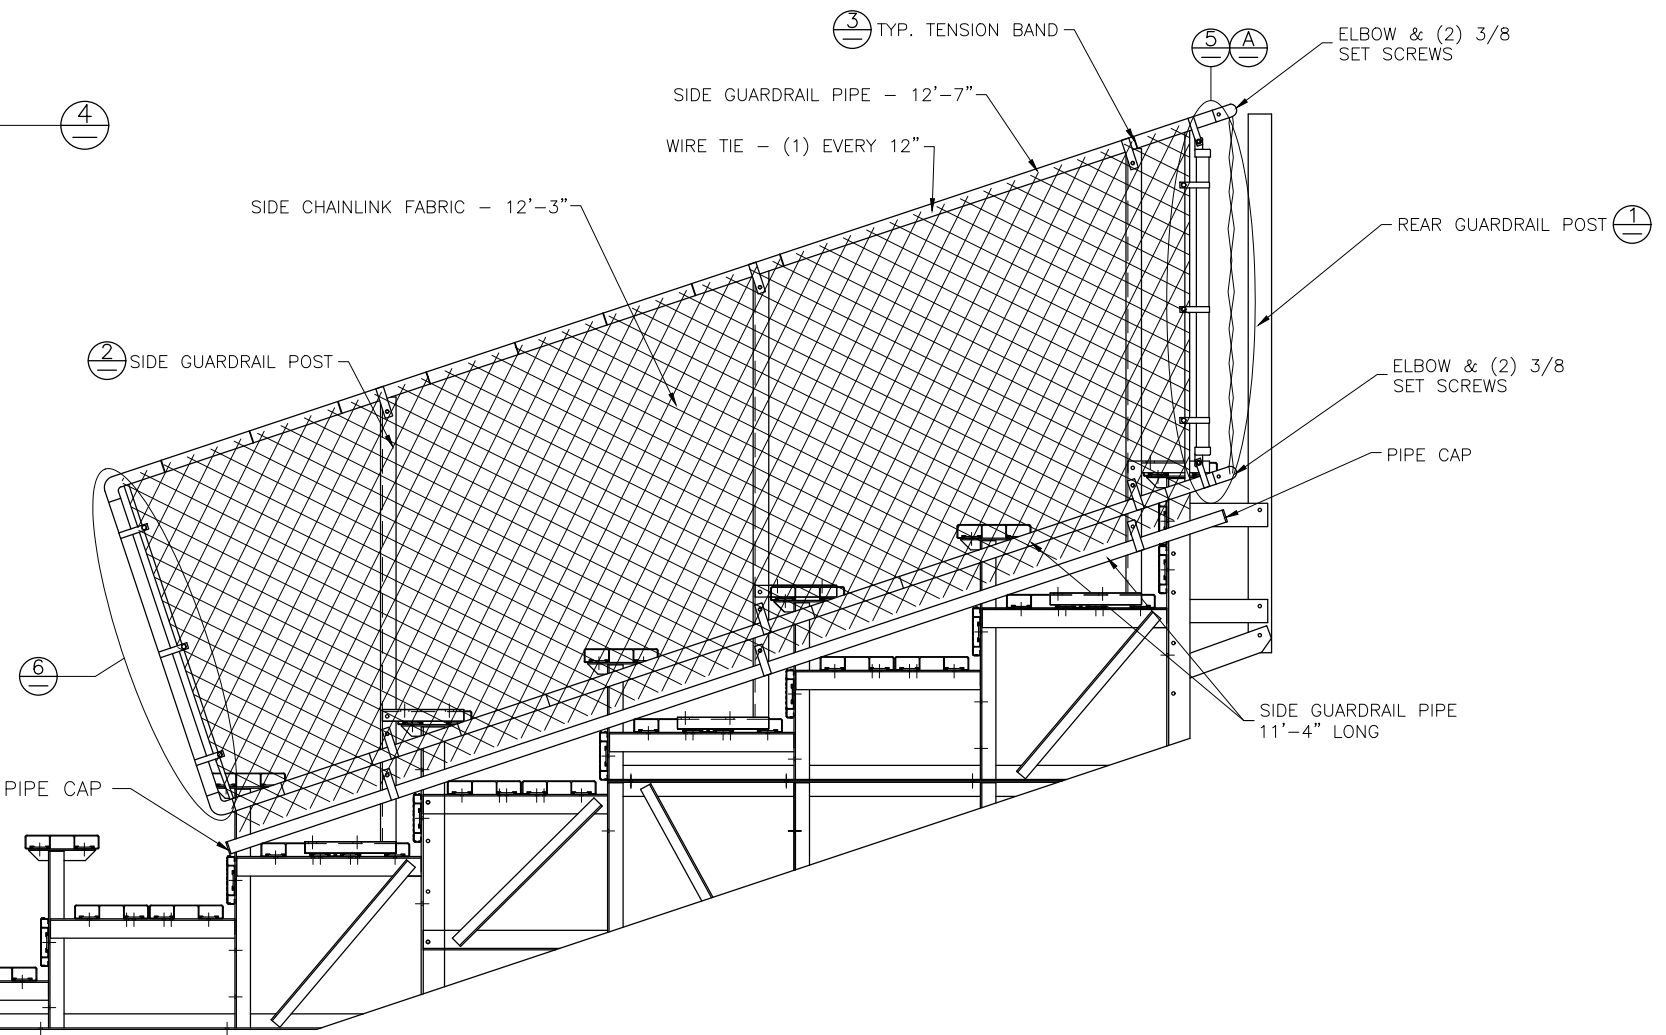 3 TYP. TENSION BAND
5 A
ELBOW & (2) 3/8
SET SCREWS
SIDE GUARDRAIL PIPE – 12'–7"
4
WIRE TIE – (1) EVERY 12"
SIDE CHAINLINK FABRIC – 12'–3"
REAR GUARDRAIL POST 1
2 SIDE GUARDRAIL POST
ELBOW & (2) 3/8
SET SCREWS
PIPE CAP
6
SIDE GUARDRAIL PIPE
11'–4" LONG
PIPE CAP